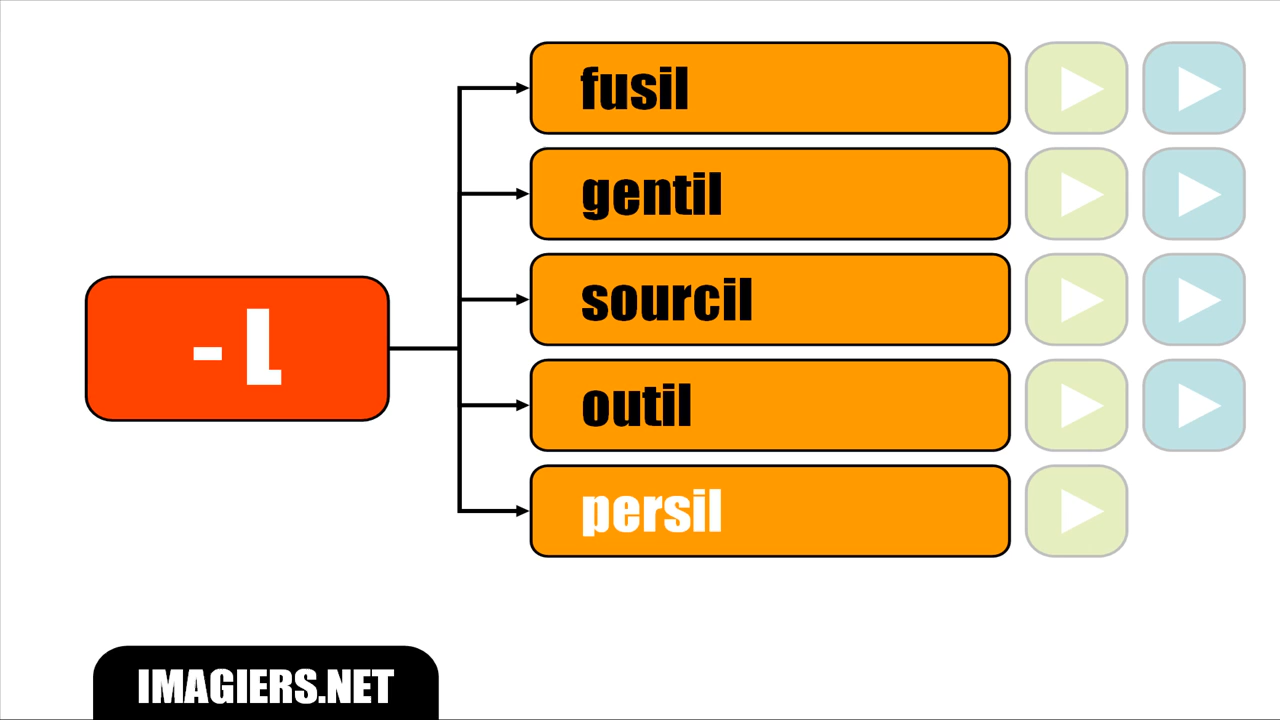 - L
fusil
gentil
sourcil
outil
persil
IMAGIERS.NET